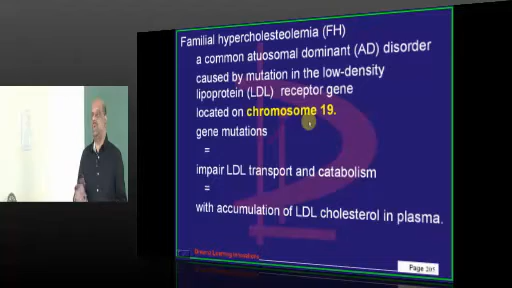 Familial hypercholesteolemia (FH)
a common atuosomal dominant (AD) disorder
caused by mutation in the low-density
lipoprotein (LDL) receptor gene
located on chromosome 19.
gene mutations
=
impair LDL transport and catabolism
=
with accumulation of LDL cholesterol in plasma.
Page 201